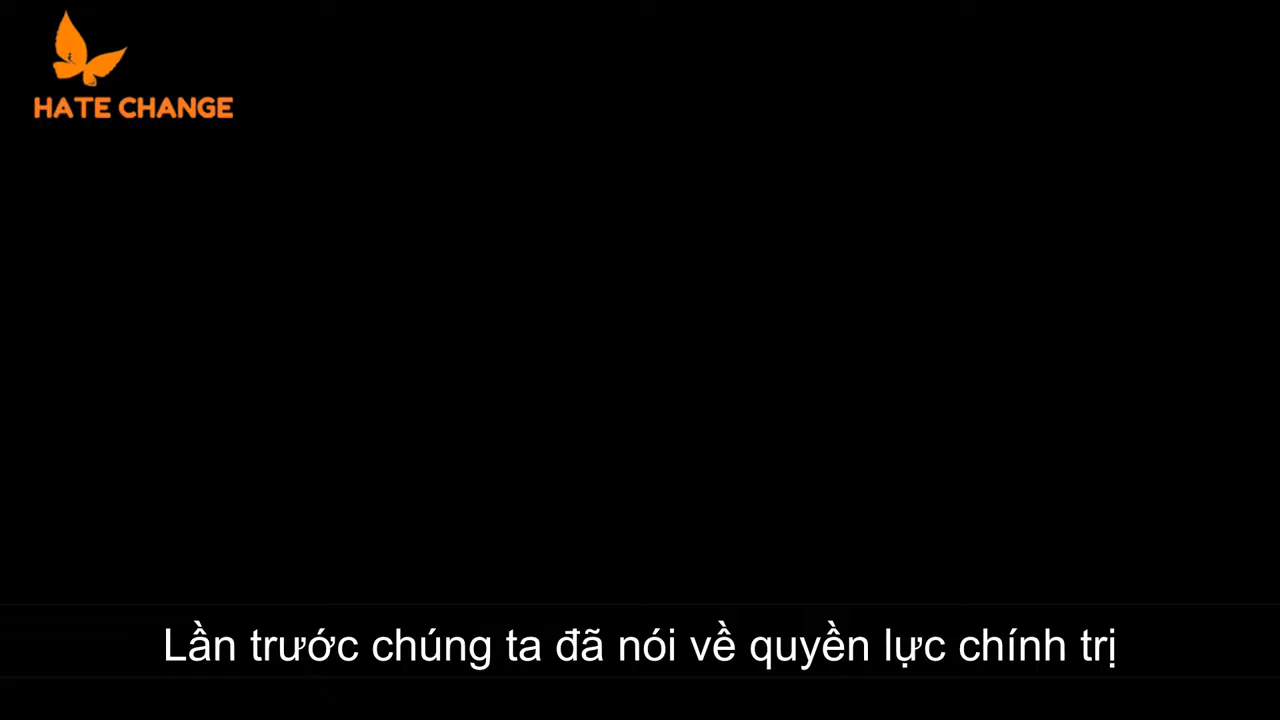 HATE CHANGE
Lần trước chúng ta đã nói về quyền lực chính trị